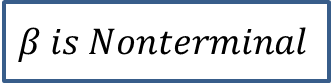 β is Nonterminal